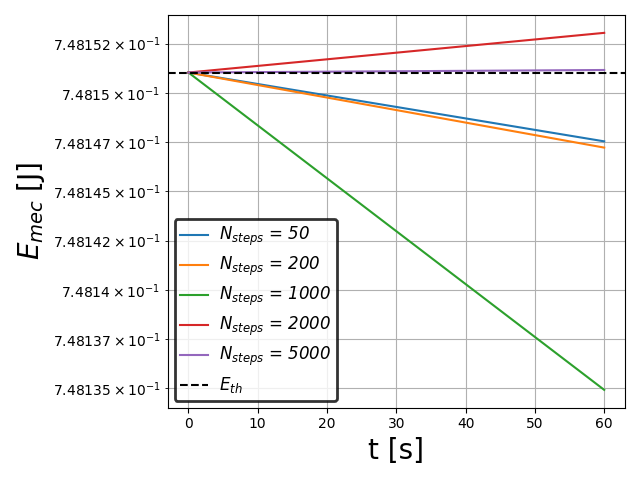 7.48152 × 10⁻¹
7.4815 × 10⁻¹
7.48147 × 10⁻¹
7.48145 × 10⁻¹
7.48142 × 10⁻¹
7.4814 × 10⁻¹
7.48137 × 10⁻¹
7.48135 × 10⁻¹
E_mec [J]
N_steps = 50
N_steps = 200
N_steps = 1000
N_steps = 2000
N_steps = 5000
E_th
0 10 20 30 40 50 60
t [s]